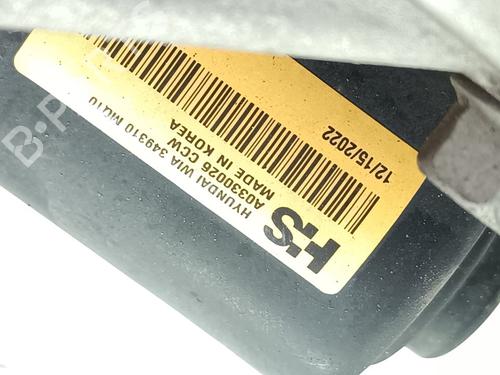 HS
HYUNDAI WIA 349310 MQ10
A0330026 CCW
MADE IN KOREA
12/15/2022